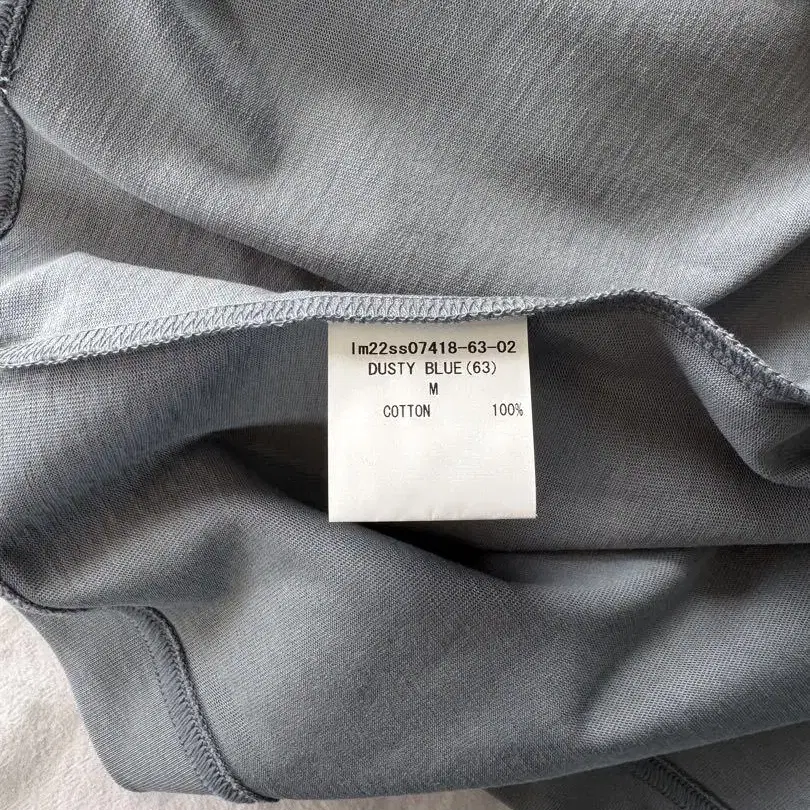 lm22ss07418-63-02
DUSTY BLUE(63)
M
COTTON 100%